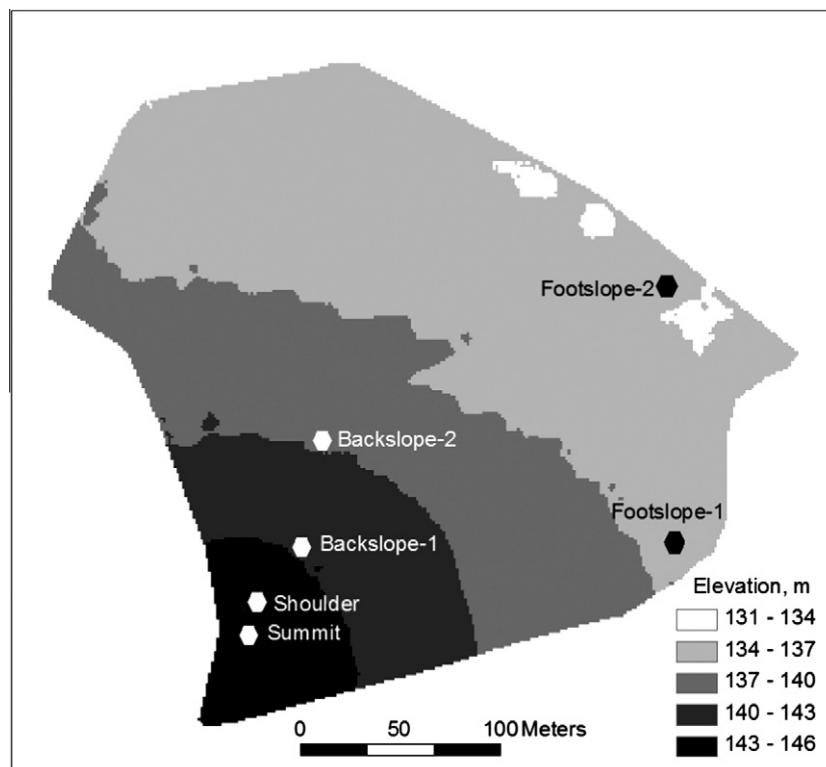 Footslope-2
Backslope-2
Footslope-1
Backslope-1
Shoulder
Summit
Elevation, m
131 - 134
134 - 137
137 - 140
140 - 143
143 - 146
0 50 100 Meters